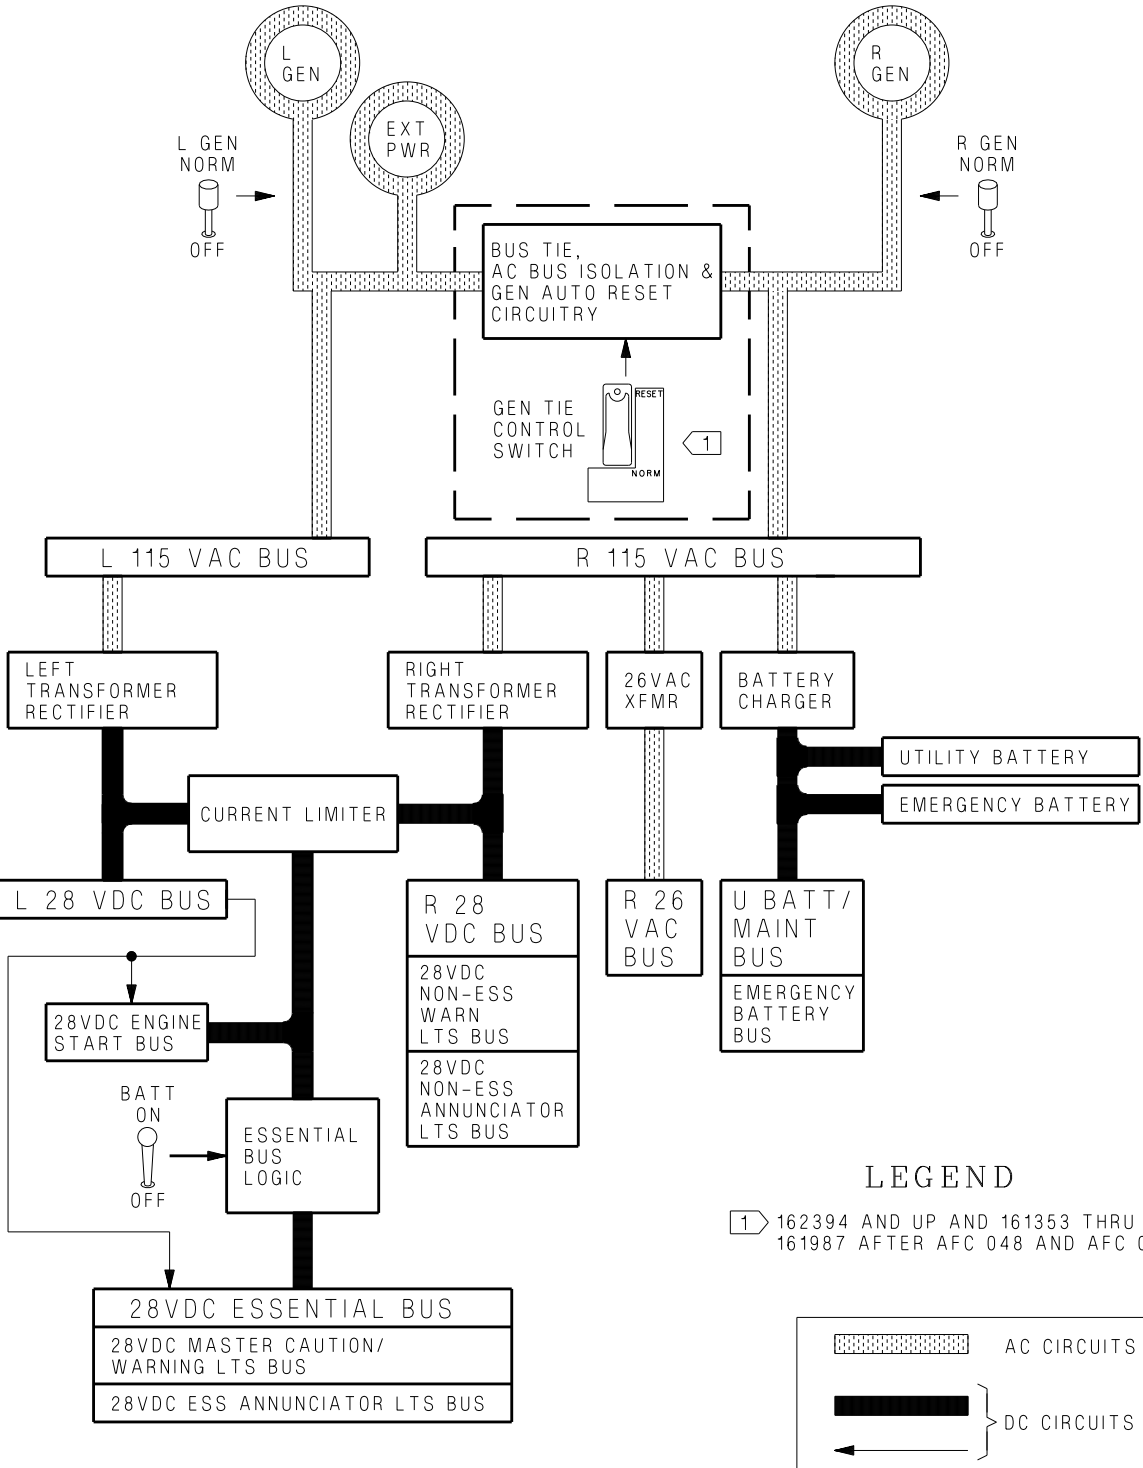 L
GEN
R
GEN
EXT
PWR
L GEN
NORM
OFF
R GEN
NORM
OFF
BUS TIE,
AC BUS ISOLATION &
GEN AUTO RESET
CIRCUITRY
GEN TIE
CONTROL
SWITCH
RESET
NORM
1
L 115 VAC BUS
R 115 VAC BUS
LEFT
TRANSFORMER
RECTIFIER
RIGHT
TRANSFORMER
RECTIFIER
26VAC
XFMR
BATTERY
CHARGER
UTILITY BATTERY
EMERGENCY BATTERY
CURRENT LIMITER
L 28 VDC BUS
R 28
VDC BUS
28VDC
NON-ESS
WARN
LTS BUS
28VDC
NON-ESS
ANNUNCIATOR
LTS BUS
R 26
VAC
BUS
U BATT/
MAINT
BUS
EMERGENCY
BATTERY
BUS
28VDC ENGINE
START BUS
BATT
ON
OFF
ESSENTIAL
BUS
LOGIC
28VDC ESSENTIAL BUS
28VDC MASTER CAUTION/
WARNING LTS BUS
28VDC ESS ANNUNCIATOR LTS BUS
LEGEND
1 162394 AND UP AND 161353 THRU
161987 AFTER AFC 048 AND AFC
AC CIRCUITS
DC CIRCUITS